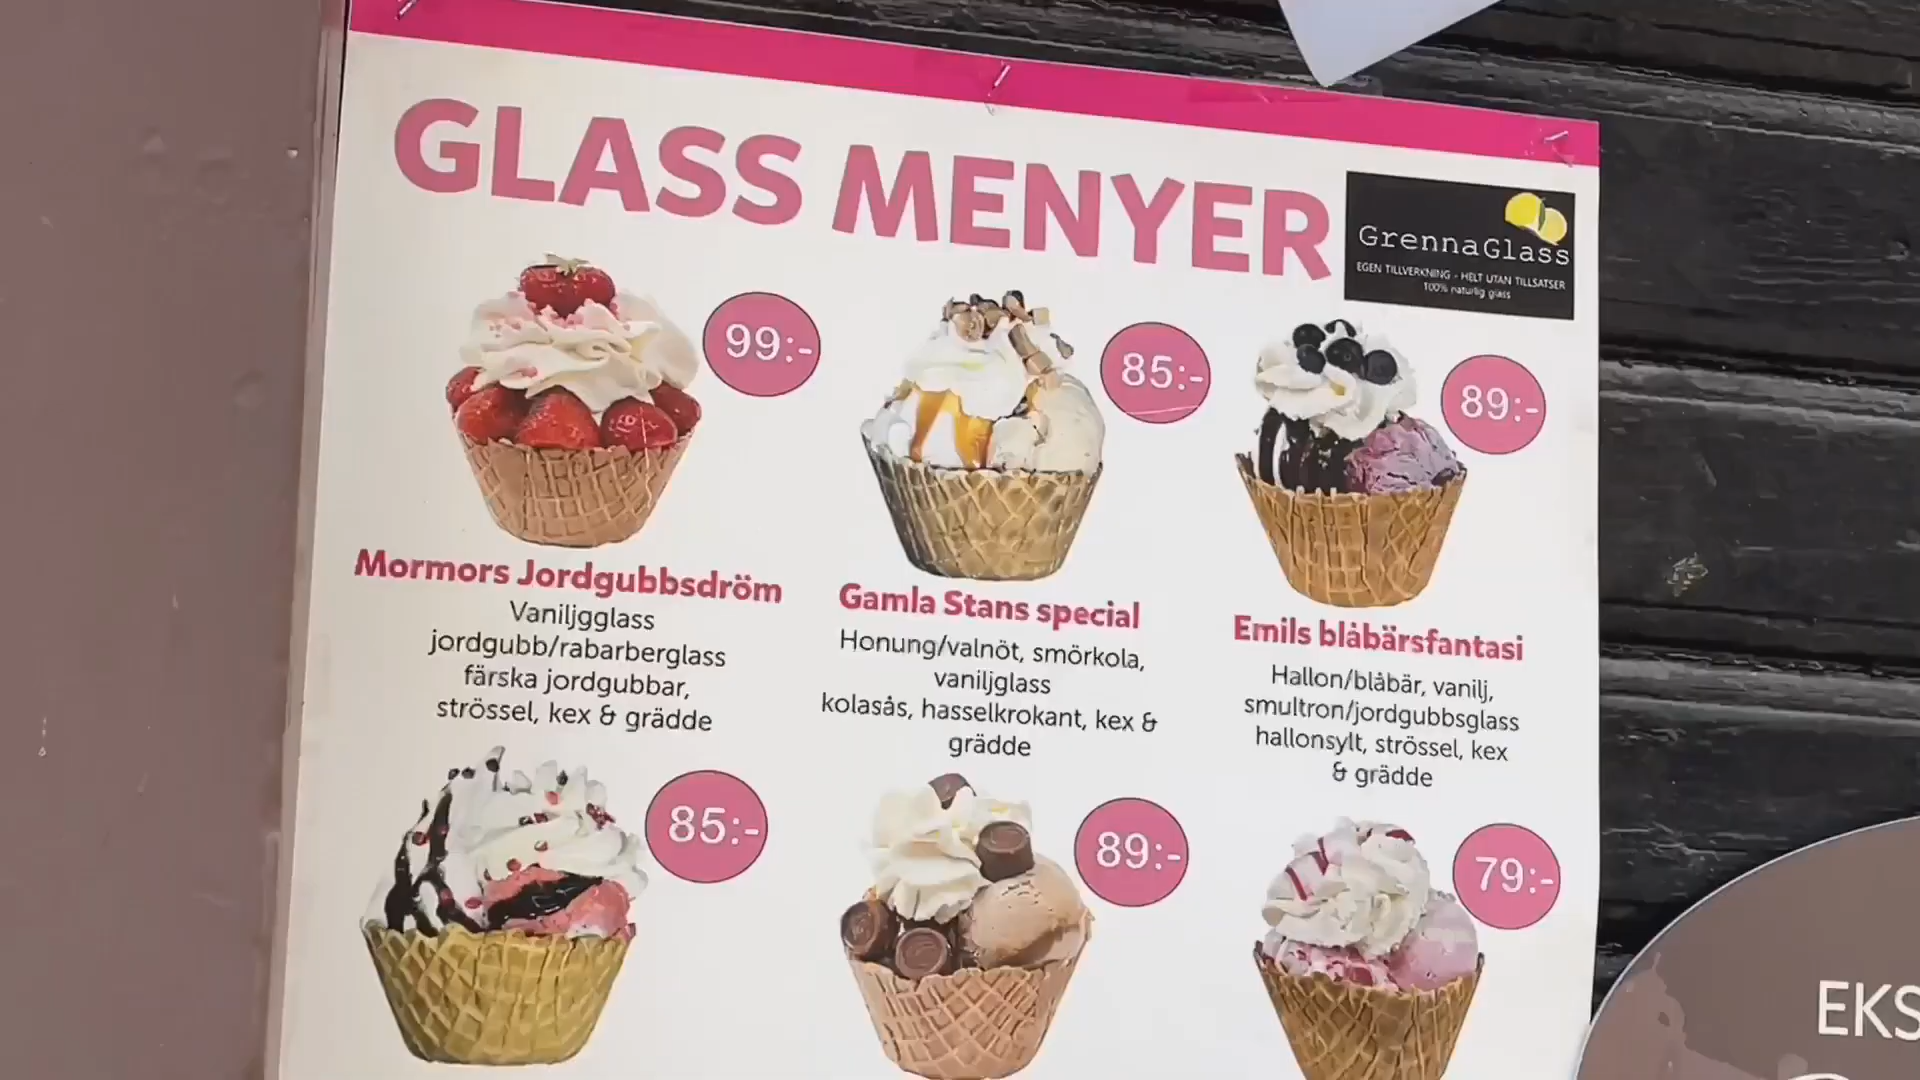 GLASS MENYER
GrennaGlass
EGEN TILLVERKNING - HELT UTAN TILLSATSER
100% naturlig glass
99:-
85:-
89:-
Mormors Jordgubbsdröm
Vaniljgglass
jordgubb/rabarberglass
färska jordgubbar,
strössel, kex & grädde
Gamla Stans special
Honung/valnöt, smörkola,
vaniljglass
kolasås, hasselkrokant, kex &
grädde
Emils blåbärsfantasi
Hallon/blåbär, vanilj,
smultron/jordgubbsglass
hallonsylt, strössel, kex
& grädde
85:-
89:-
79:-
EKS